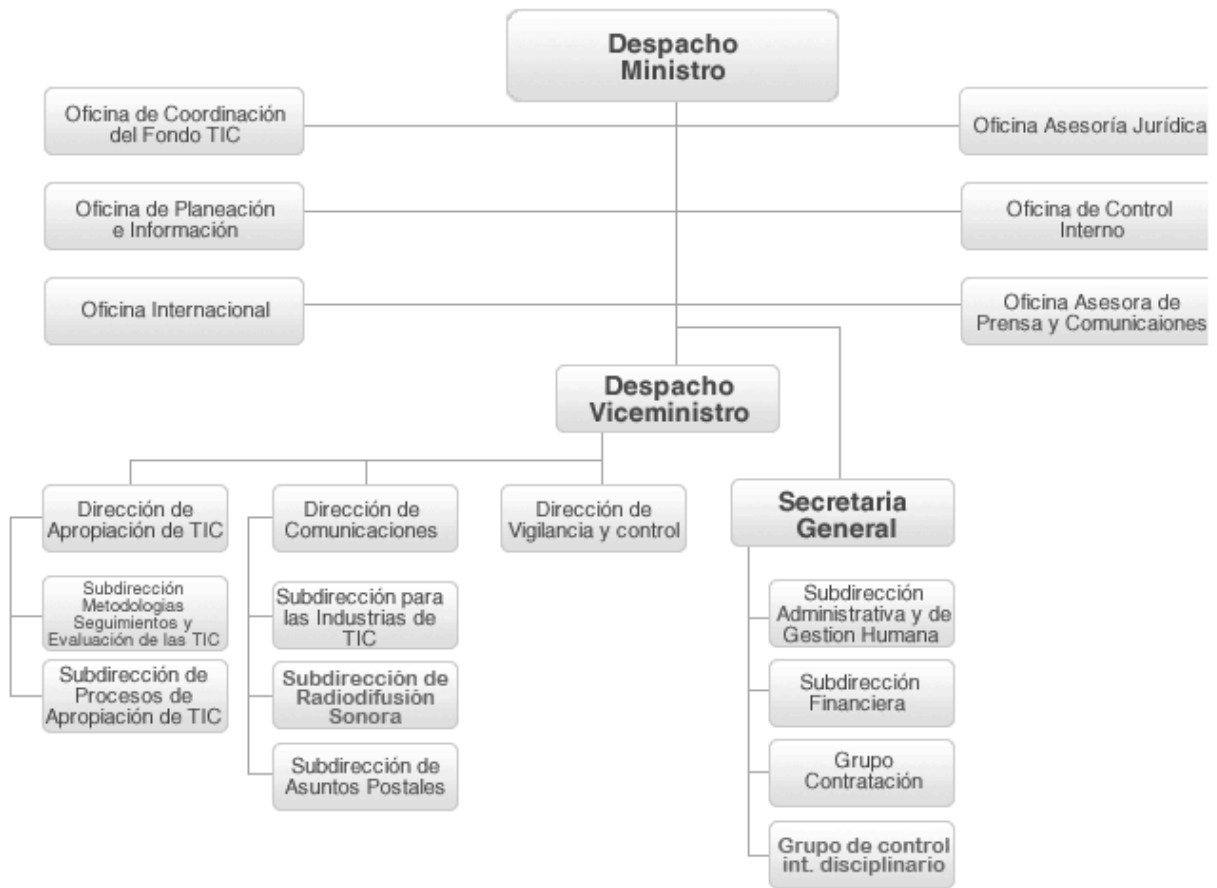 Despacho
Ministro
Oficina de Coordinación
del Fondo TIC
Oficina Asesoría Jurídica
Oficina de Planeación
e Información
Oficina de Control
Interno
Oficina Internacional
Oficina Asesora de
Prensa y Comunicaiones
Despacho
Viceministro
Dirección de
Apropiación de TIC
Dirección de
Comunicaciones
Dirección de
Vigilancia y control
Secretaria
General
Subdirección
Metodologias
Seguimientos y
Evaluación de las TIC
Subdirección de
Procesos de
Apropiación de TIC
Subdirección para
las Industrias de
TIC
Subdirección de
Radiodifusión
Sonora
Subdirección de
Asuntos Postales
Subdirección
Administrativa y de
Gestion Humana
Subdirección
Financiera
Grupo
Contratación
Grupo de control
int. disciplinario